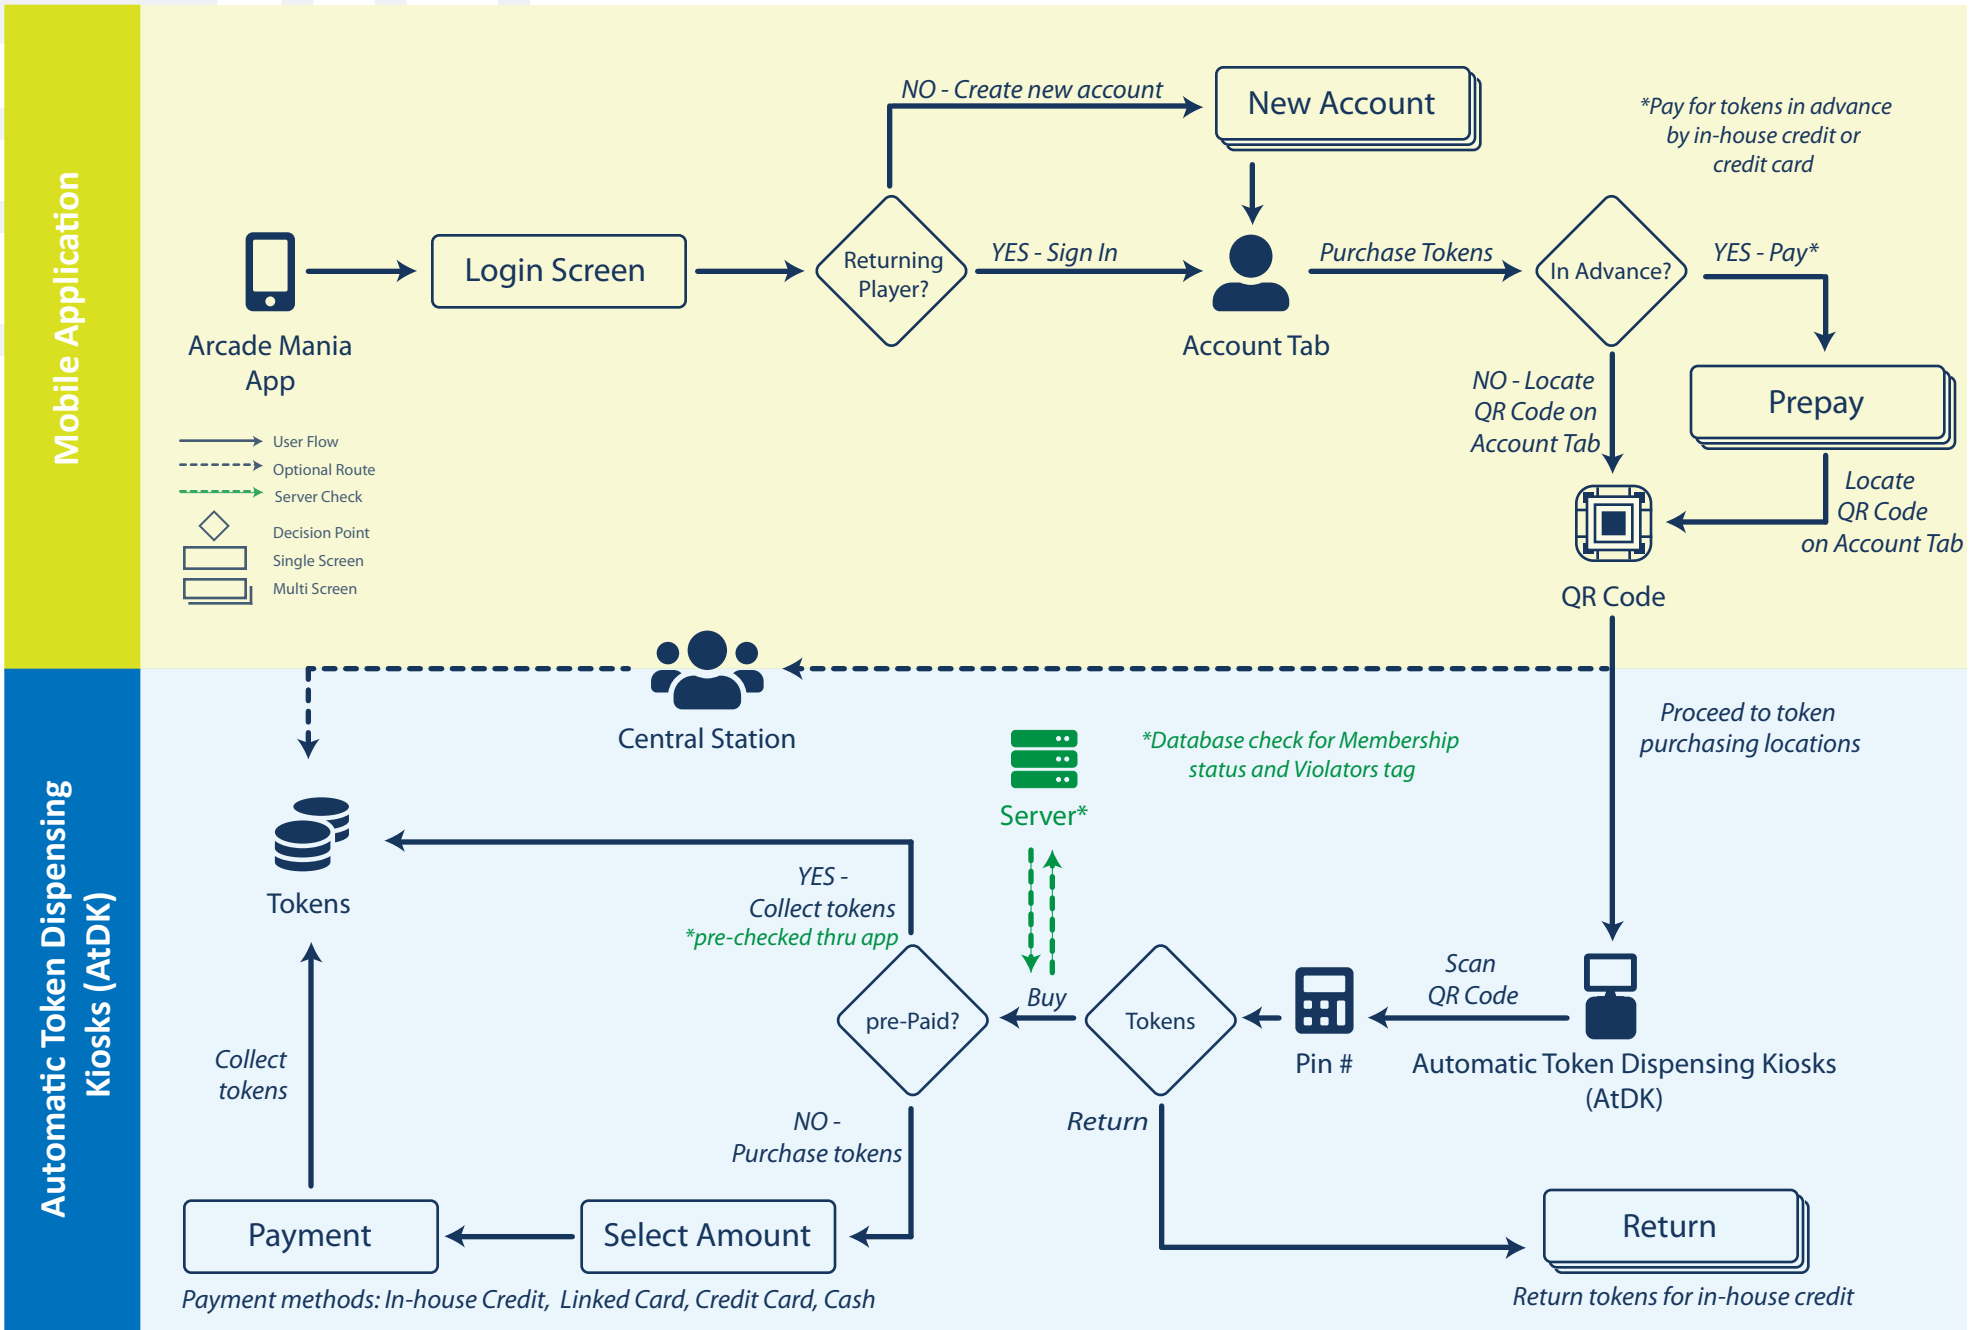 Mobile Application
NO - Create new account
New Account
*Pay for tokens in advance
by in-house credit or
credit card
Login Screen
Returning
Player?
YES - Sign In
Purchase Tokens
In Advance?
YES - Pay*
Arcade Mania
App
Account Tab
NO - Locate
QR Code on
Account Tab
Prepay
User Flow
Optional Route
Server Check
Decision Point
Single Screen
Multi Screen
Locate
QR Code
on Account Tab
QR Code
Automatic Token Dispensing
Kiosks (AtDK)
Central Station
*Database check for Membership
status and Violators tag
Proceed to token
purchasing locations
Server*
Tokens
YES -
Collect tokens
*pre-checked thru app
pre-Paid?
Buy
Tokens
Pin #
Scan
QR Code
Automatic Token Dispensing Kiosks
(AtDK)
Collect
tokens
NO -
Purchase tokens
Return
Payment
Select Amount
Return
Payment methods: In-house Credit, Linked Card, Credit Card, Cash
Return tokens for in-house credit